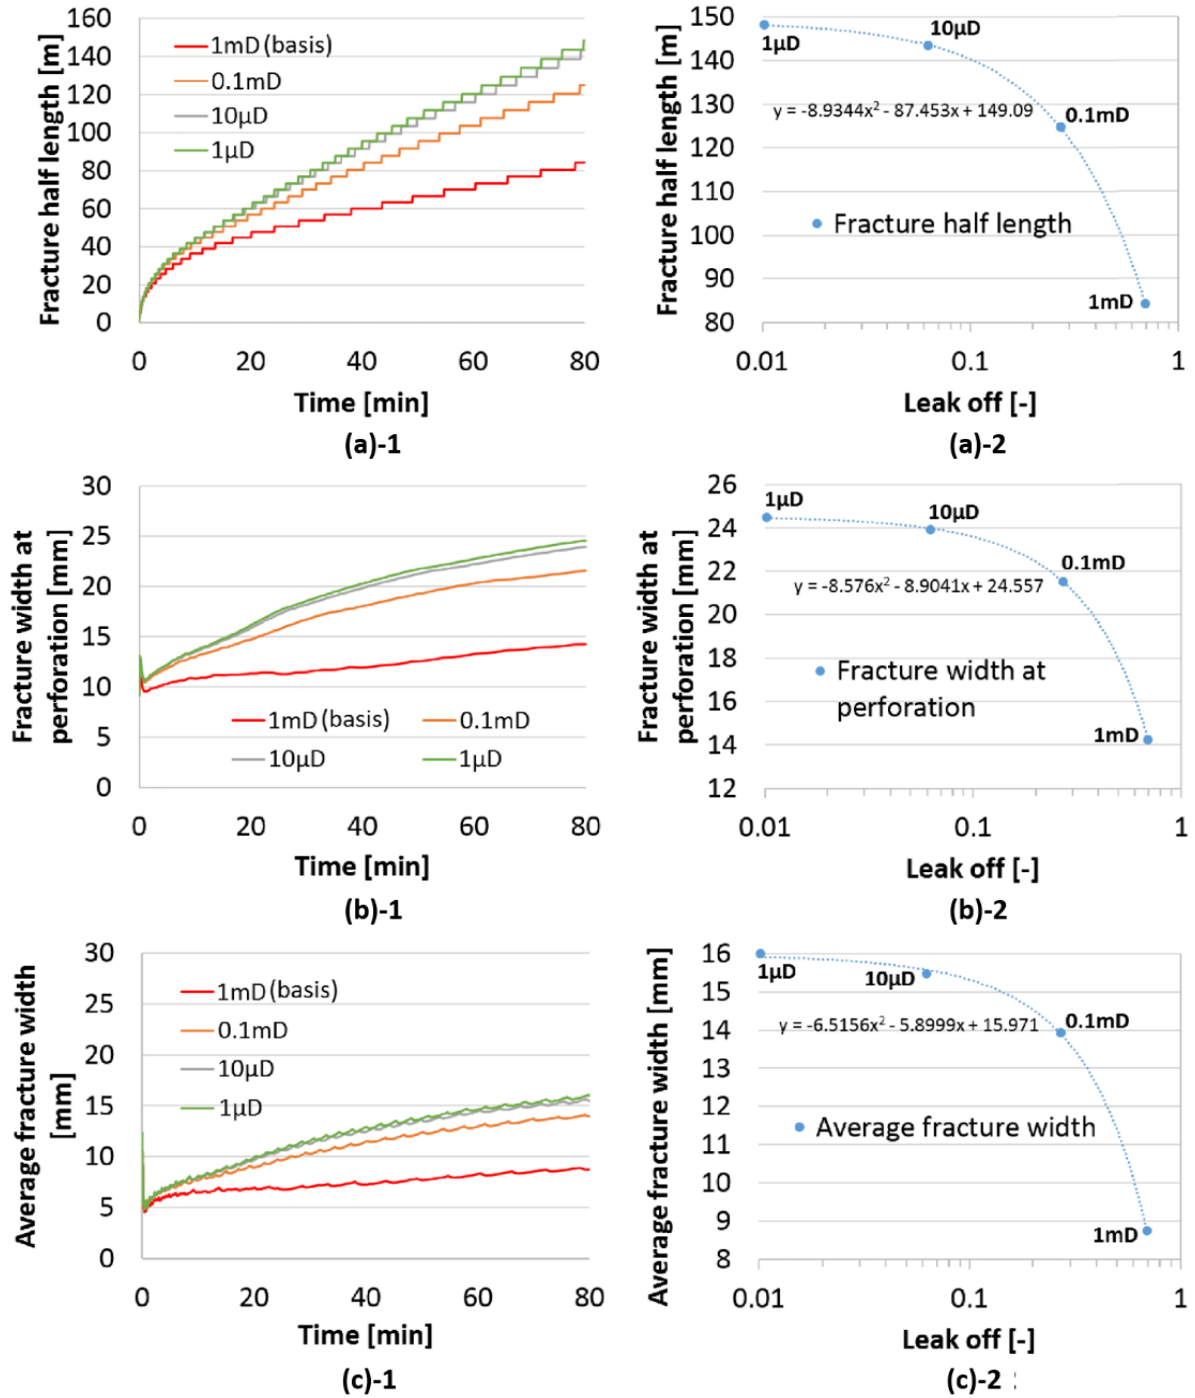 160
140
120
100
80
60
40
20
0
Fracture half length [m]
1mD (basis)
0.1mD
10µD
1µD
0 20 40 60 80
Time [min]
(a)-1
150
140
130
120
110
100
90
80
Fracture half length [m]
1µD
10µD
0.1mD
1mD
y = -8.9344x² - 87.453x + 149.09
Fracture half length
0.01 0.1 1
Leak off [-]
(a)-2
30
25
20
15
10
5
0
Fracture width at
perforation [mm]
1mD (basis) 0.1mD
10µD 1µD
0 20 40 60 80
Time [min]
(b)-1
26
24
22
20
18
16
14
12
Fracture width at
perforation [mm]
1µD
10µD
0.1mD
1mD
y = -8.576x² - 8.9041x + 24.557
Fracture width at
perforation
0.01 0.1 1
Leak off [-]
(b)-2
30
25
20
15
10
5
0
Average fracture width
[mm]
1mD (basis)
0.1mD
10µD
1µD
0 20 40 60 80
Time [min]
(c)-1
16
15
14
13
12
11
10
9
8
Average fracture width [mm]
1µD
10µD
0.1mD
1mD
y = -6.5156x² - 5.8999x + 15.971
Average fracture width
0.01 0.1 1
Leak off [-]
(c)-2